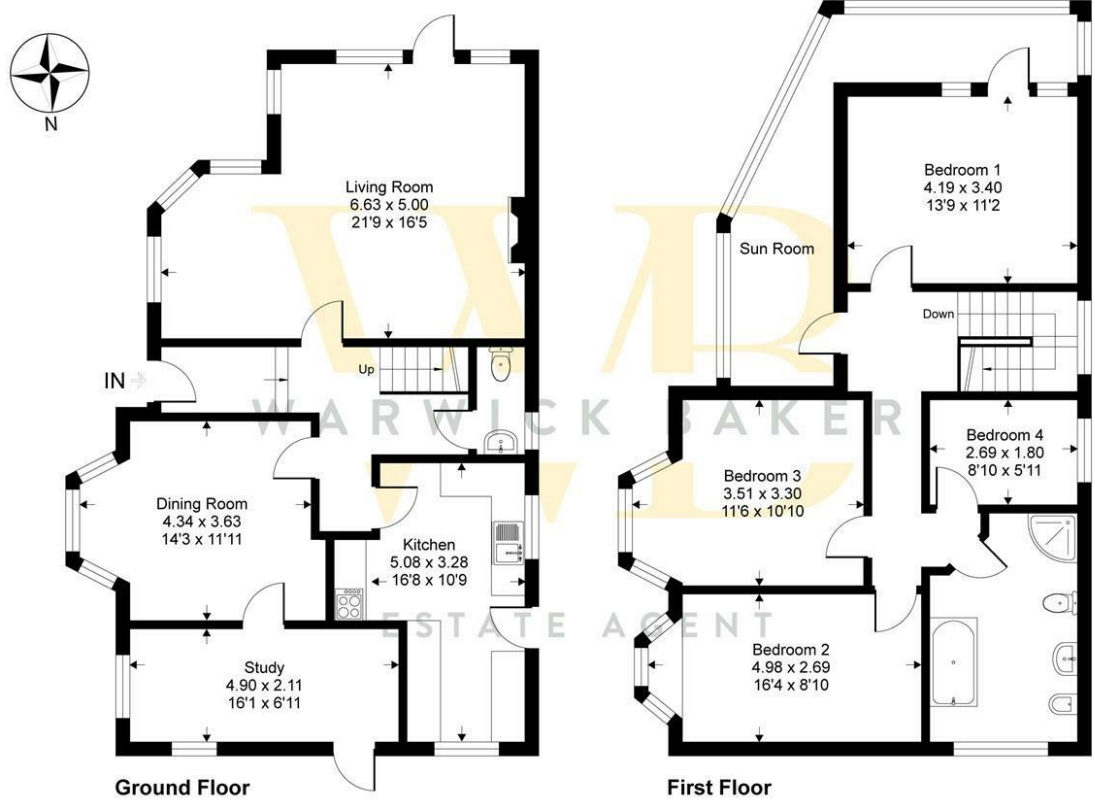 N
Living Room
6.63 x 5.00
21'9 x 16'5
IN
Up
Dining Room
4.34 x 3.63
14'3 x 11'11
Kitchen
5.08 x 3.28
16'8 x 10'9
Study
4.90 x 2.11
16'1 x 6'11
Ground Floor
Bedroom 1
4.19 x 3.40
13'9 x 11'2
Sun Room
Down
Bedroom 4
2.69 x 1.80
8'10 x 5'11
Bedroom 3
3.51 x 3.30
11'6 x 10'10
Bedroom 2
4.98 x 2.69
16'4 x 8'10
First Floor
WB
WARWICK BAKER
ESTATE AGENT